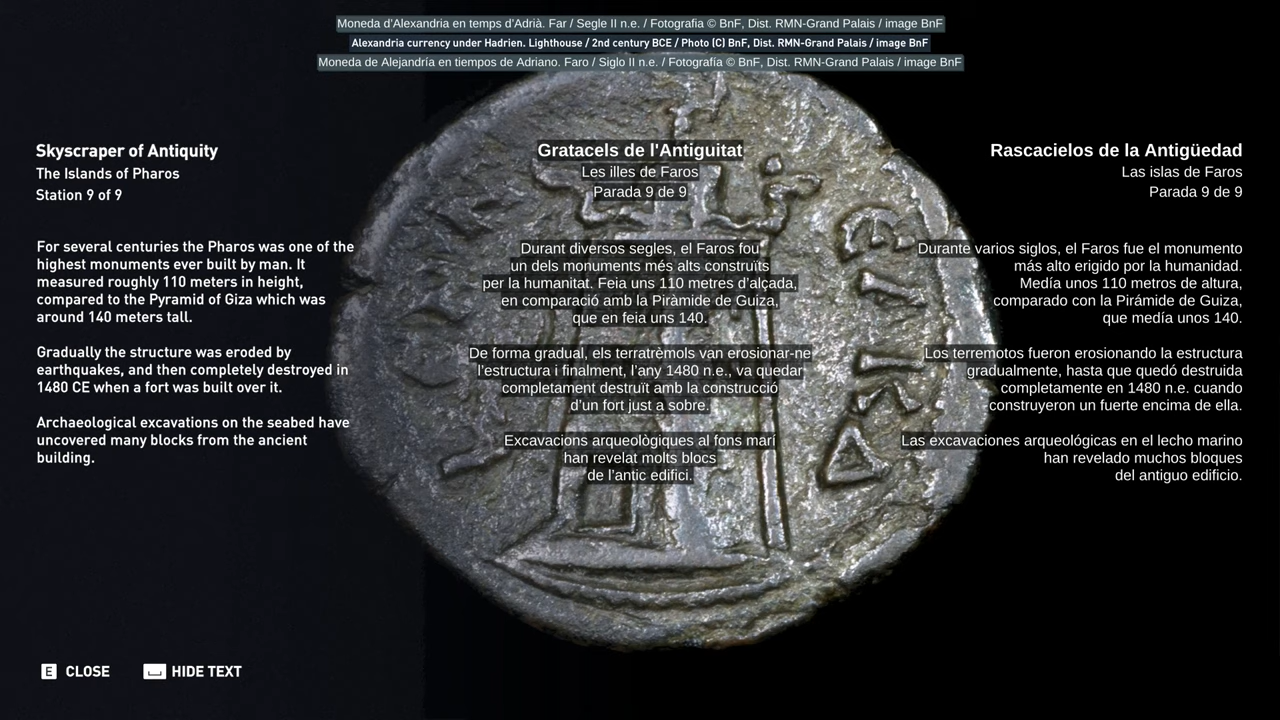 Moneda d'Alexandria en temps d'Adrià. Far / Segle II n.e. / Fotografia © BnF, Dist. RMN-Grand Palais / image BnF
Alexandria currency under Hadrien. Lighthouse / 2nd century BCE / Photo (C) BnF, Dist. RMN-Grand Palais / image BnF
Moneda de Alejandría en tiempos de Adriano. Faro / Siglo II n.e. / Fotografía © BnF, Dist. RMN-Grand Palais / image BnF
Skyscraper of Antiquity
The Islands of Pharos
Station 9 of 9
For several centuries the Pharos was one of the
highest monuments ever built by man. It
measured roughly 110 meters in height,
compared to the Pyramid of Giza which was
around 140 meters tall.
Gradually the structure was eroded by
earthquakes, and then completely destroyed in
1480 CE when a fort was built over it.
Archaeological excavations on the seabed have
uncovered many blocks from the ancient
building.
Gratacels de l'Antiguitat
Les illes de Faros
Parada 9 de 9
Durant diversos segles, el Faros fou
un dels monuments més alts construïts
per la humanitat. Feia uns 110 metres d'alçada,
en comparació amb la Piràmide de Guiza,
que en feia uns 140.
De forma gradual, els terratrèmols van erosionar-ne
l'estructura i finalment, l'any 1480 n.e., va quedar
completament destruït amb la construcció
d'un fort just a sobre.
Excavacions arqueològiques al fons marí
han revelat molts blocs
de l'antic edifici.
Rascacielos de la Antigüedad
Las islas de Faros
Parada 9 de 9
Durante varios siglos, el Faros fue el monumento
más alto erigido por la humanidad.
Medía unos 110 metros de altura,
comparado con la Pirámide de Guiza,
que medía unos 140.
Los terremotos fueron erosionando la estructura
gradualmente, hasta que quedó destruida
completamente en 1480 n.e. cuando
construyeron un fuerte encima de ella.
Las excavaciones arqueológicas en el lecho marino
han revelado muchos bloques
del antiguo edificio.
E CLOSE
HIDE TEXT